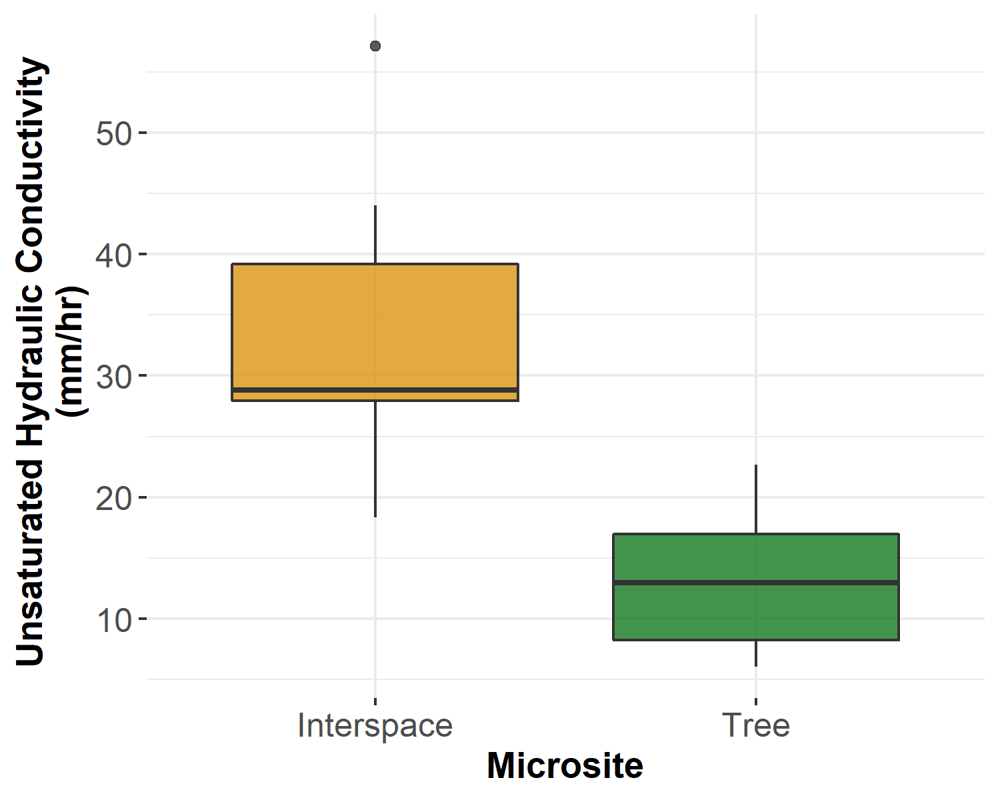 Unsaturated Hydraulic Conductivity
(mm/hr)
50
40
30
20
10
Interspace
Tree
Microsite